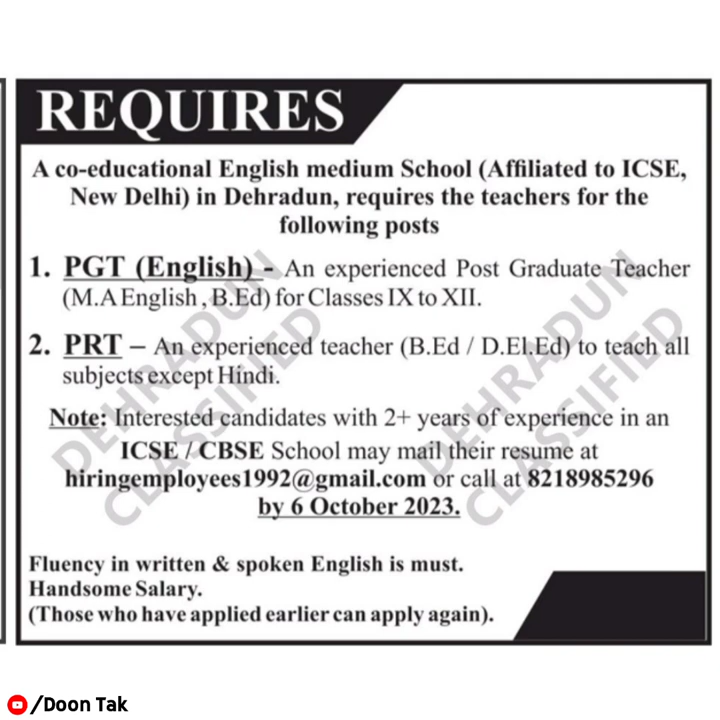 REQUIRES
A co-educational English medium School (Affiliated to ICSE,
New Delhi) in Dehradun, requires the teachers for the
following posts
1. PGT (English) - An experienced Post Graduate Teacher
(M.A English , B.Ed) for Classes IX to XII.
2. PRT – An experienced teacher (B.Ed / D.El.Ed) to teach all
subjects except Hindi.
Note: Interested candidates with 2+ years of experience in an
ICSE / CBSE School may mail their resume at
hiringemployees1992@gmail.com or call at 8218985296
by 6 October 2023.
Fluency in written & spoken English is must.
Handsome Salary.
(Those who have applied earlier can apply again).
DEHRADUN
CLASSIFIED
DEHRADUN
CLASSIFIED
/Doon Tak